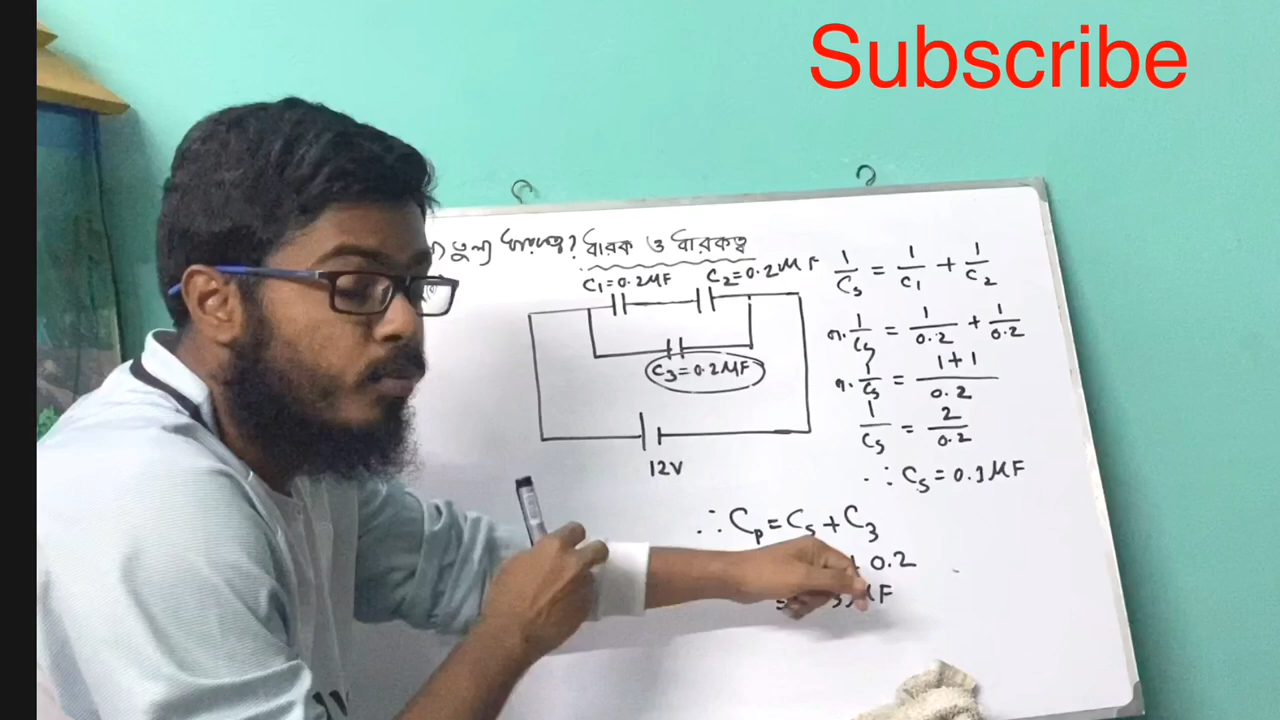 Subscribe
তুল্য ধারকত্ব? ধারক ও ধারকত্ব
C₁=0.2μF C₂=0.2μF
C₃=0.2μF
12V
1/Cₛ = 1/C₁ + 1/C₂
বা, 1/Cₛ = 1/0.2 + 1/0.2
বা, 1/Cₛ = 1+1/0.2
1/Cₛ = 2/0.2
∴ Cₛ = 0.1μF
∴ Cₚ = Cₛ + C₃
+ 0.2
μF